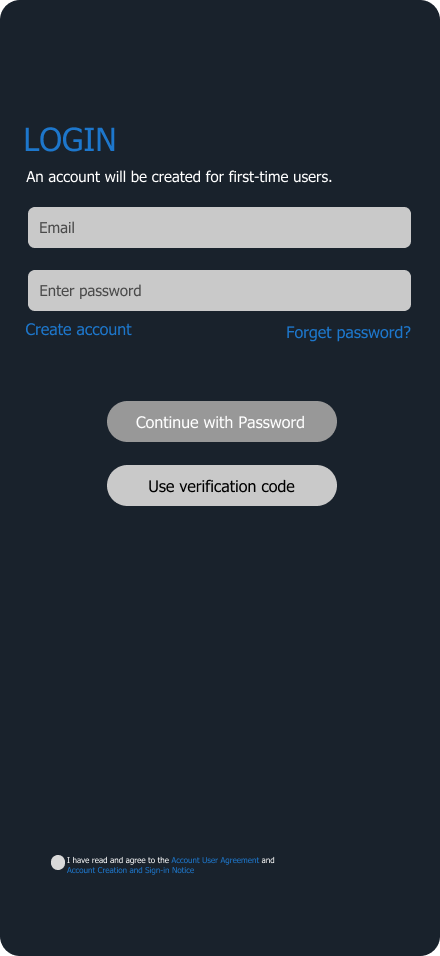 LOGIN
An account will be created for first-time users.
Email
Enter password
Create account
Forget password?
Continue with Password
Use verification code
I have read and agree to the Account User Agreement and
Account Creation and Sign-in Notice